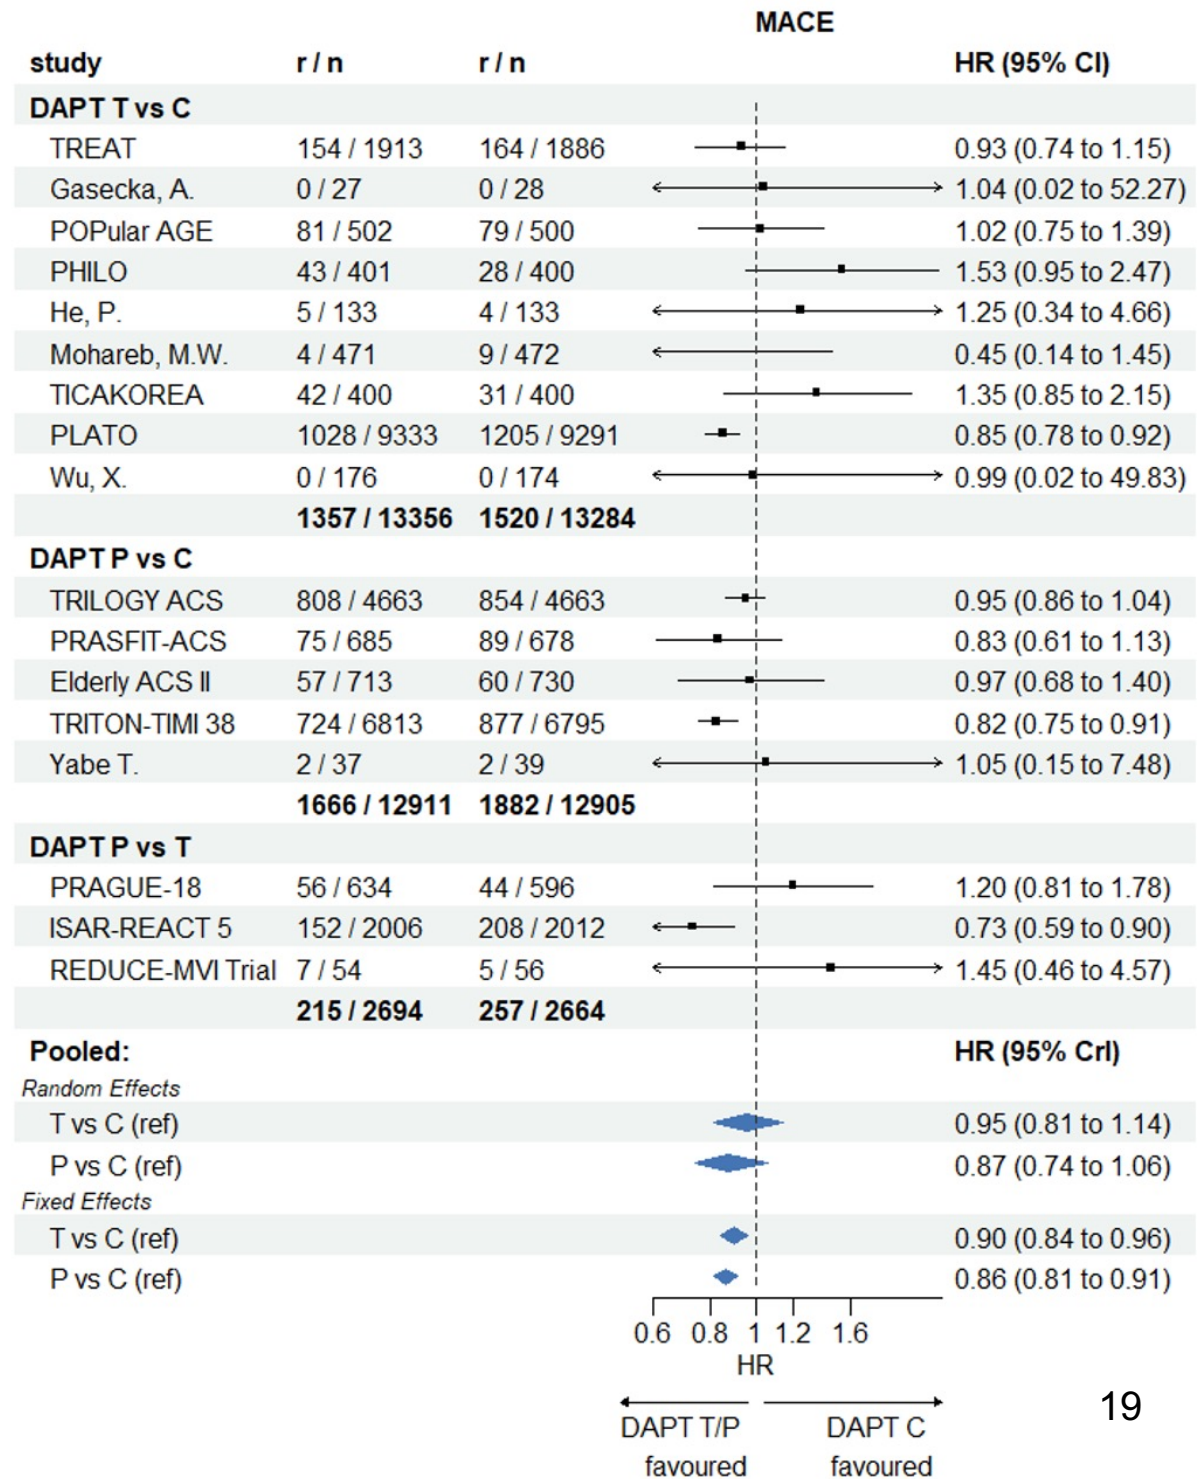 MACE
study r / n r / n HR (95% CI)
DAPT T vs C
TREAT 154 / 1913 164 / 1886 0.93 (0.74 to 1.15)
Gasecka, A. 0 / 27 0 / 28 1.04 (0.02 to 52.27)
POPular AGE 81 / 502 79 / 500 1.02 (0.75 to 1.39)
PHILO 43 / 401 28 / 400 1.53 (0.95 to 2.47)
He, P. 5 / 133 4 / 133 1.25 (0.34 to 4.66)
Mohareb, M.W. 4 / 471 9 / 472 0.45 (0.14 to 1.45)
TICAKOREA 42 / 400 31 / 400 1.35 (0.85 to 2.15)
PLATO 1028 / 9333 1205 / 9291 0.85 (0.78 to 0.92)
Wu, X. 0 / 176 0 / 174 0.99 (0.02 to 49.83)
1357 / 13356 1520 / 13284
DAPT P vs C
TRILOGY ACS 808 / 4663 854 / 4663 0.95 (0.86 to 1.04)
PRASFIT-ACS 75 / 685 89 / 678 0.83 (0.61 to 1.13)
Elderly ACS II 57 / 713 60 / 730 0.97 (0.68 to 1.40)
TRITON-TIMI 38 724 / 6813 877 / 6795 0.82 (0.75 to 0.91)
Yabe T. 2 / 37 2 / 39 1.05 (0.15 to 7.48)
1666 / 12911 1882 / 12905
DAPT P vs T
PRAGUE-18 56 / 634 44 / 596 1.20 (0.81 to 1.78)
ISAR-REACT 5 152 / 2006 208 / 2012 0.73 (0.59 to 0.90)
REDUCE-MVI Trial 7 / 54 5 / 56 1.45 (0.46 to 4.57)
215 / 2694 257 / 2664
Pooled: HR (95% CrI)
Random Effects
T vs C (ref) 0.95 (0.81 to 1.14)
P vs C (ref) 0.87 (0.74 to 1.06)
Fixed Effects
T vs C (ref) 0.90 (0.84 to 0.96)
P vs C (ref) 0.86 (0.81 to 0.91)
0.6 0.8 1 1.2 1.6
HR
DAPT T/P DAPT C
favoured favoured
19